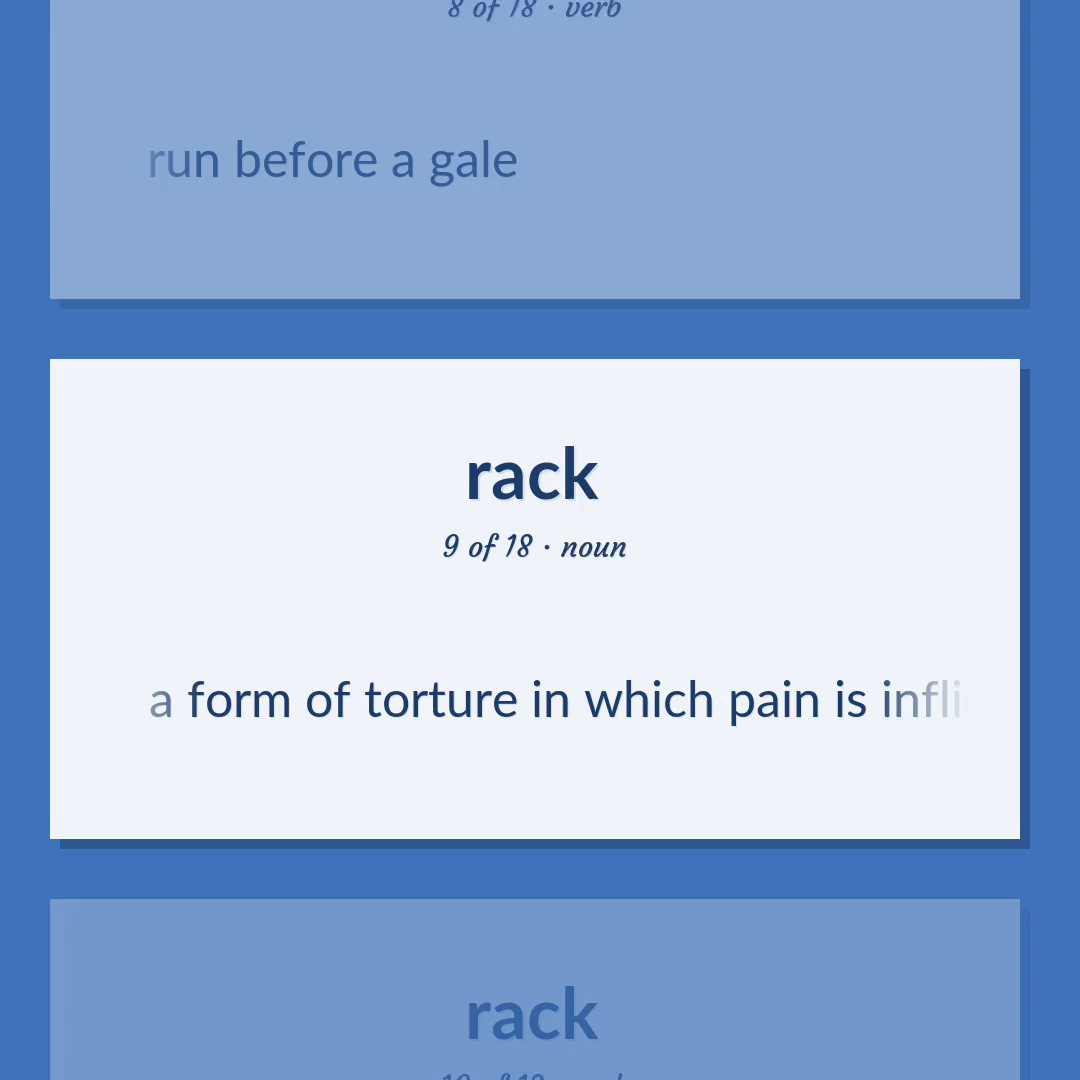 8 of 18 · verb
run before a gale
rack
9 of 18 · noun
a form of torture in which pain is
rack